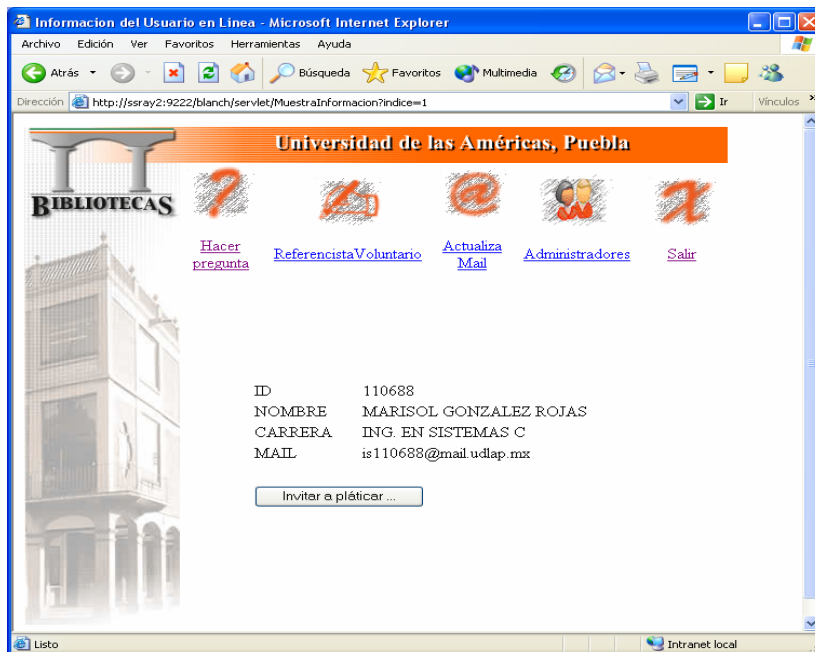 Informacion del Usuario en Linea - Microsoft Internet Explorer
Archivo Edición Ver Favoritos Herramientas Ayuda
Atrás Búsqueda Favoritos Multimedia
Dirección http://ssray2:9222/blanch/servlet/MuestraInformacion?indice=1 Ir Vínculos »
Universidad de las Américas, Puebla
BIBLIOTECAS
Hacer pregunta
ReferencistaVoluntario
Actualiza Mail
Administradores
Salir
ID 110688
NOMBRE MARISOL GONZALEZ ROJAS
CARRERA ING. EN SISTEMAS C
MAIL is110688@mail.udlap.mx
Invitar a pláticar ...
Listo Intranet local